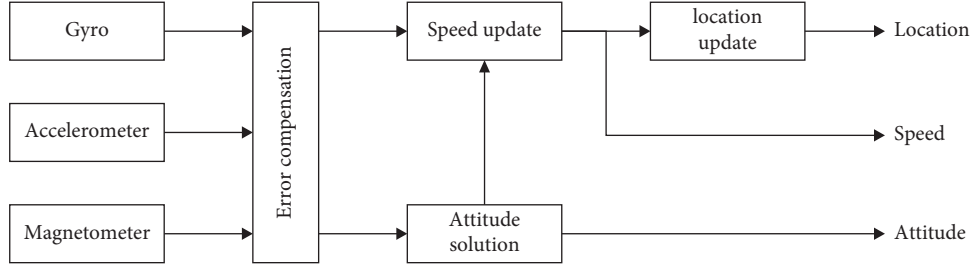 Gyro
Accelerometer
Magnetometer
Error compensation
Speed update
Attitude
solution
location
update
Location
Speed
Attitude